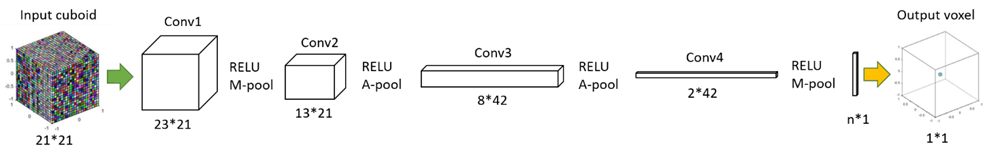 Input cuboid
Conv1
Conv2
Conv3
Conv4
Output voxel
RELU
M-pool
RELU
A-pool
RELU
A-pool
RELU
M-pool
21*21
23*21
13*21
8*42
2*42
n*1
1*1